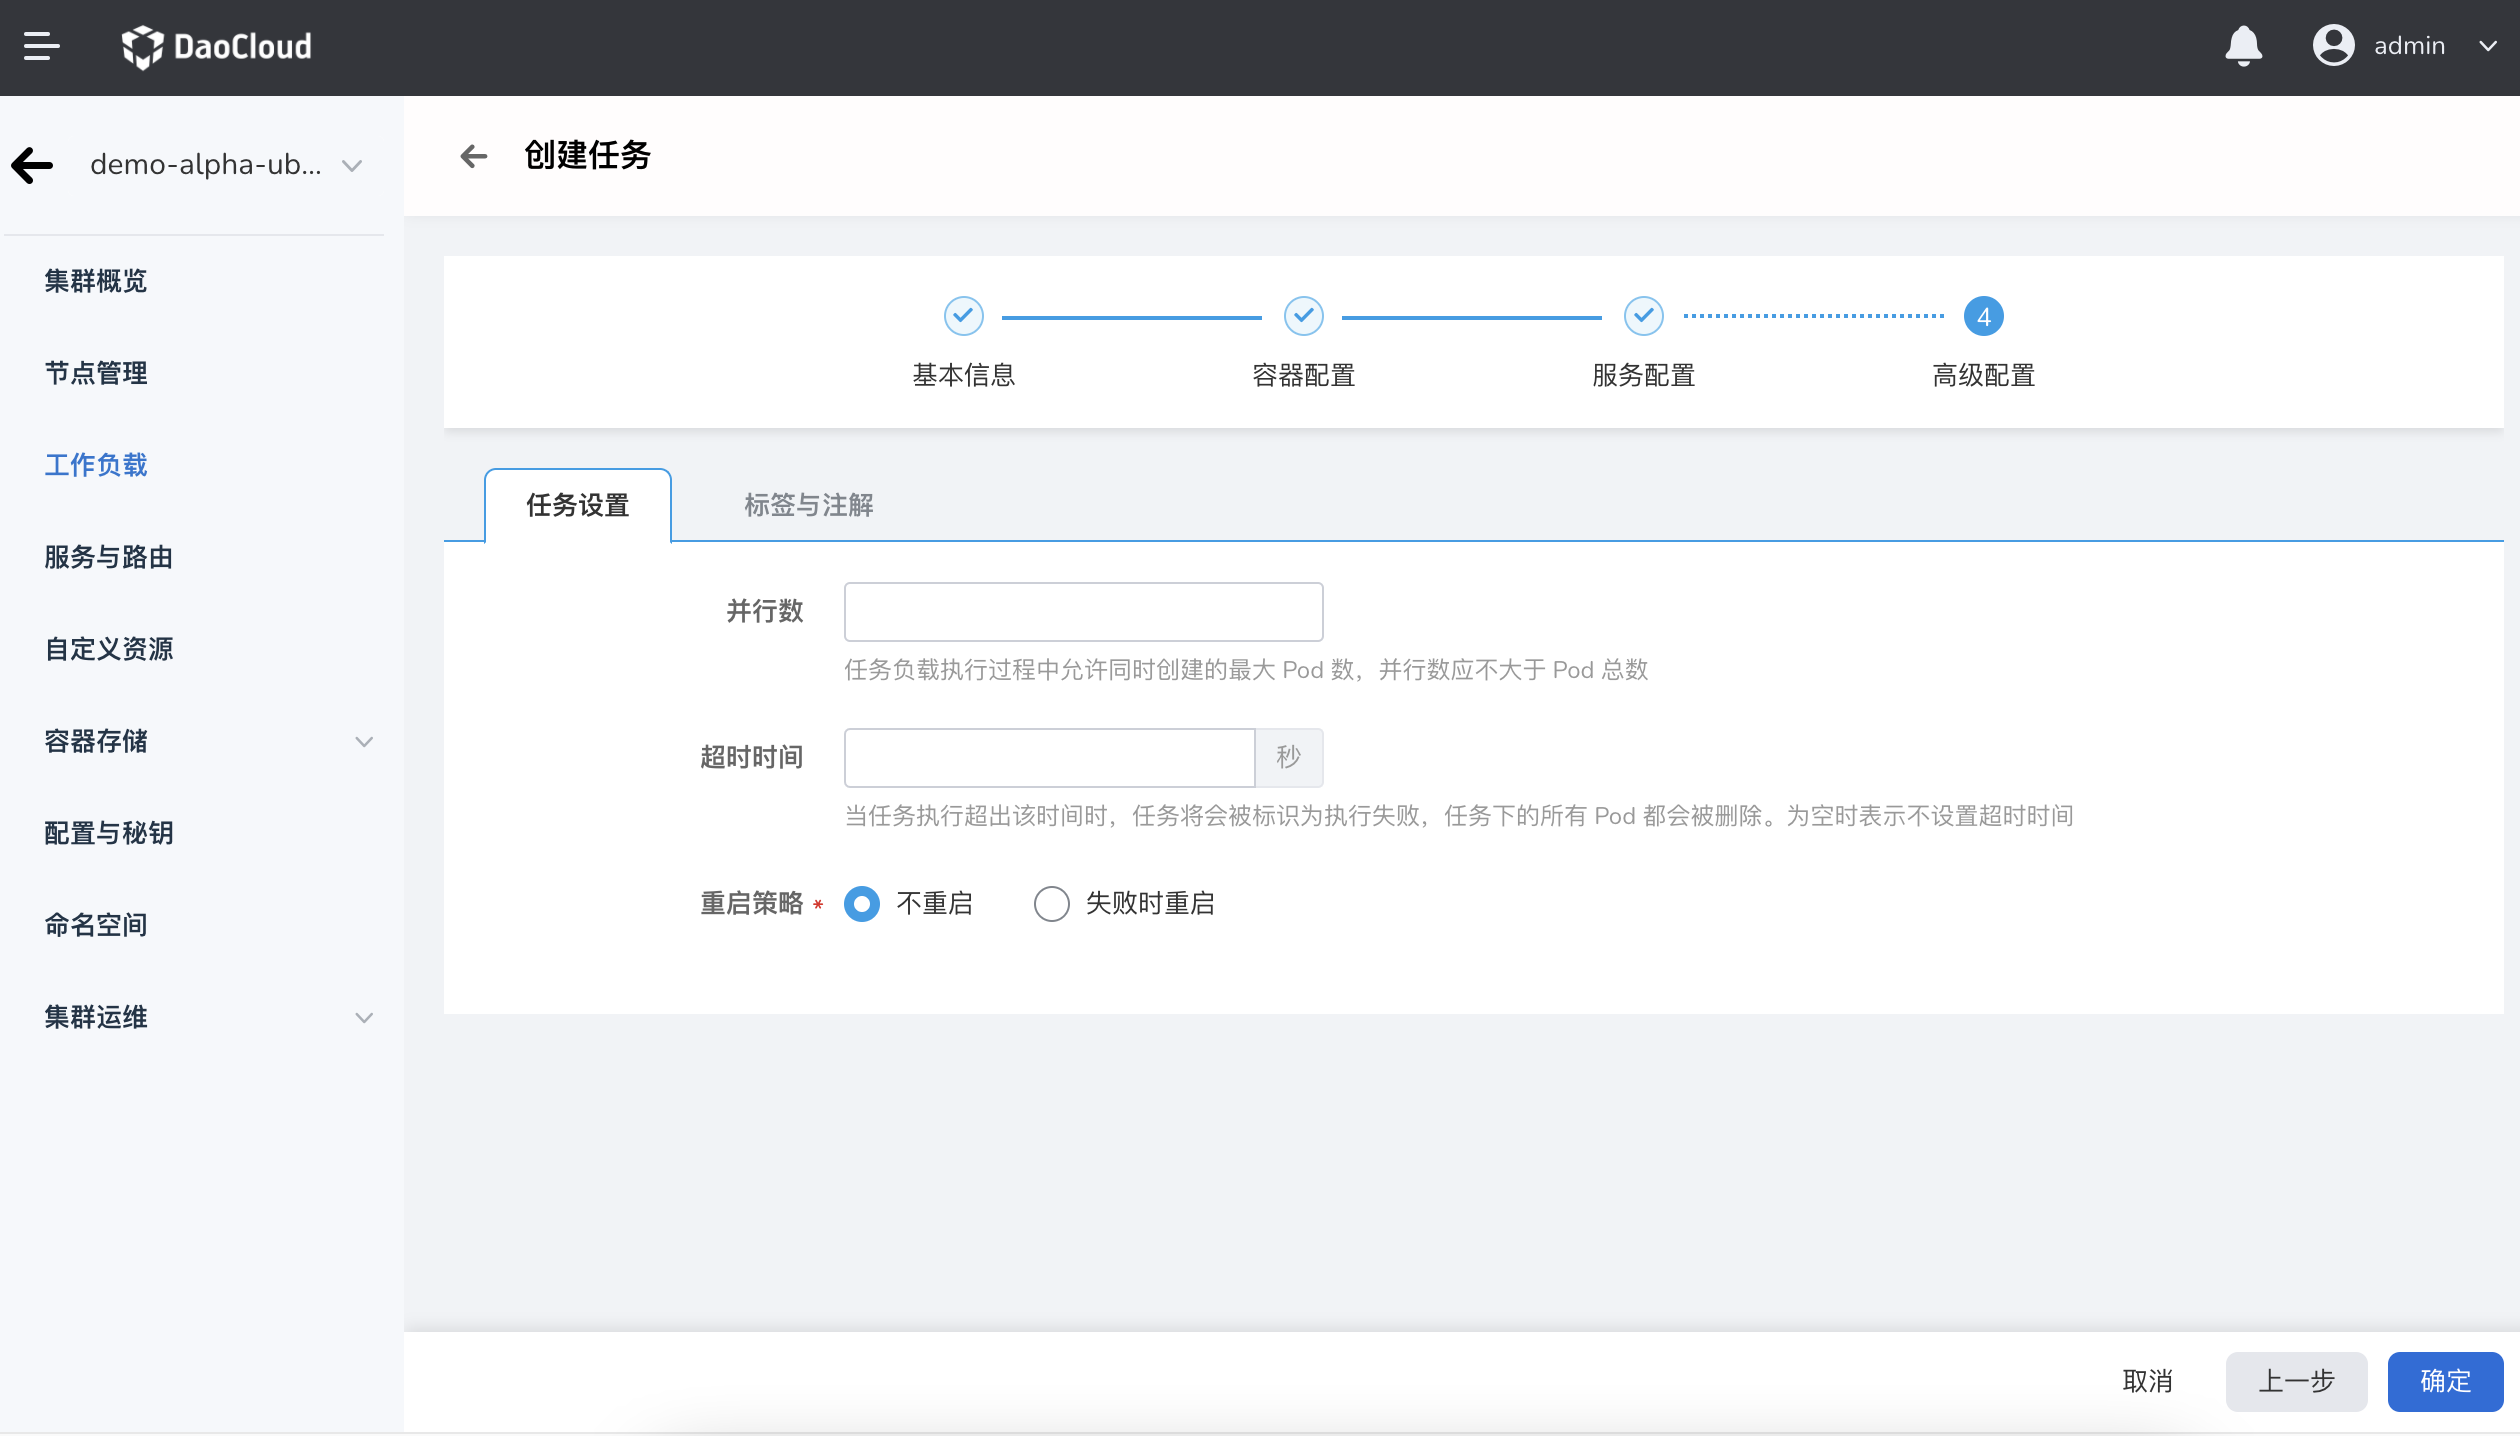 DaoCloud
admin
demo-alpha-ub...
集群概览
节点管理
工作负载
服务与路由
自定义资源
容器存储
配置与秘钥
命名空间
集群运维
创建任务
4
基本信息
容器配置
服务配置
高级配置
任务设置
标签与注解
并行数
任务负载执行过程中允许同时创建的最大 Pod 数，并行数应不大于 Pod 总数
超时时间
秒
当任务执行超出该时间时，任务将会被标识为执行失败，任务下的所有 Pod 都会被删除。为空时表示不设置超时时间
重启策略 * 不重启 失败时重启
取消
上一步
确定